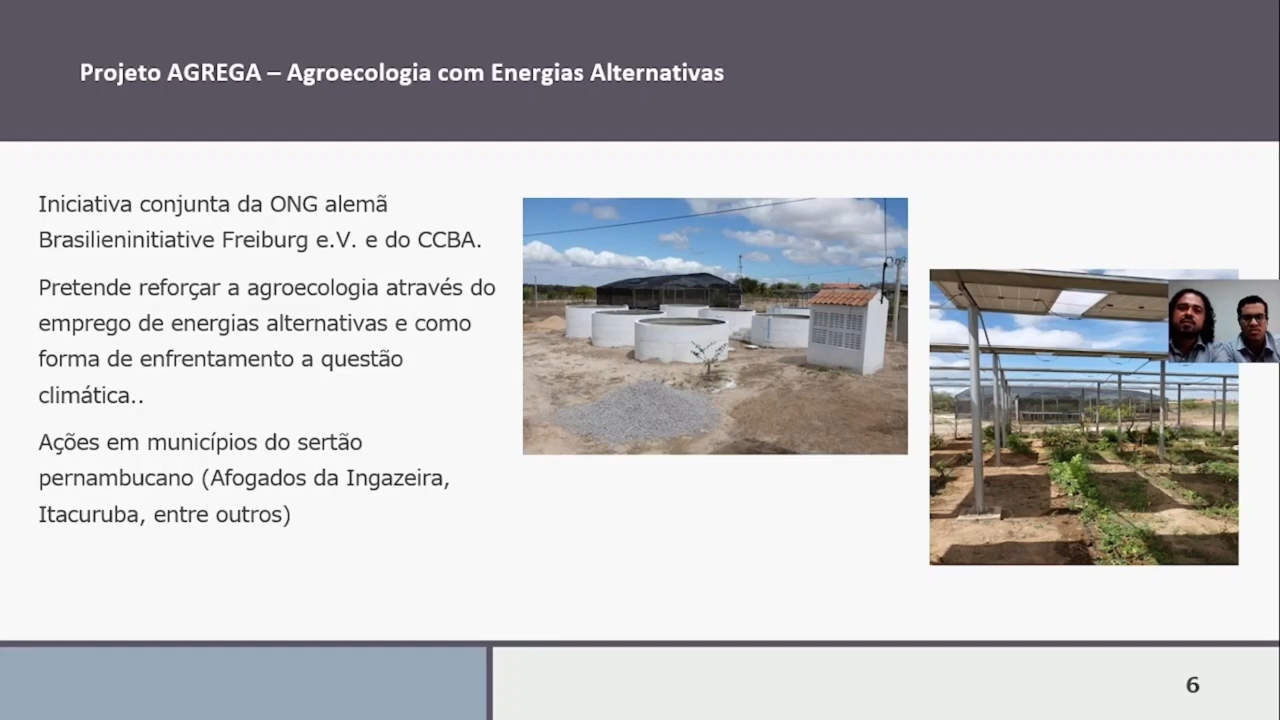 Projeto AGREGA – Agroecologia com Energias Alternativas
Iniciativa conjunta da ONG alemã
Brasilieninitiative Freiburg e.V. e do CCBA.
Pretende reforçar a agroecologia através do
emprego de energias alternativas e como
forma de enfrentamento a questão
climática..
Ações em municípios do sertão
pernambucano (Afogados da Ingazeira,
Itacuruba, entre outros)
6